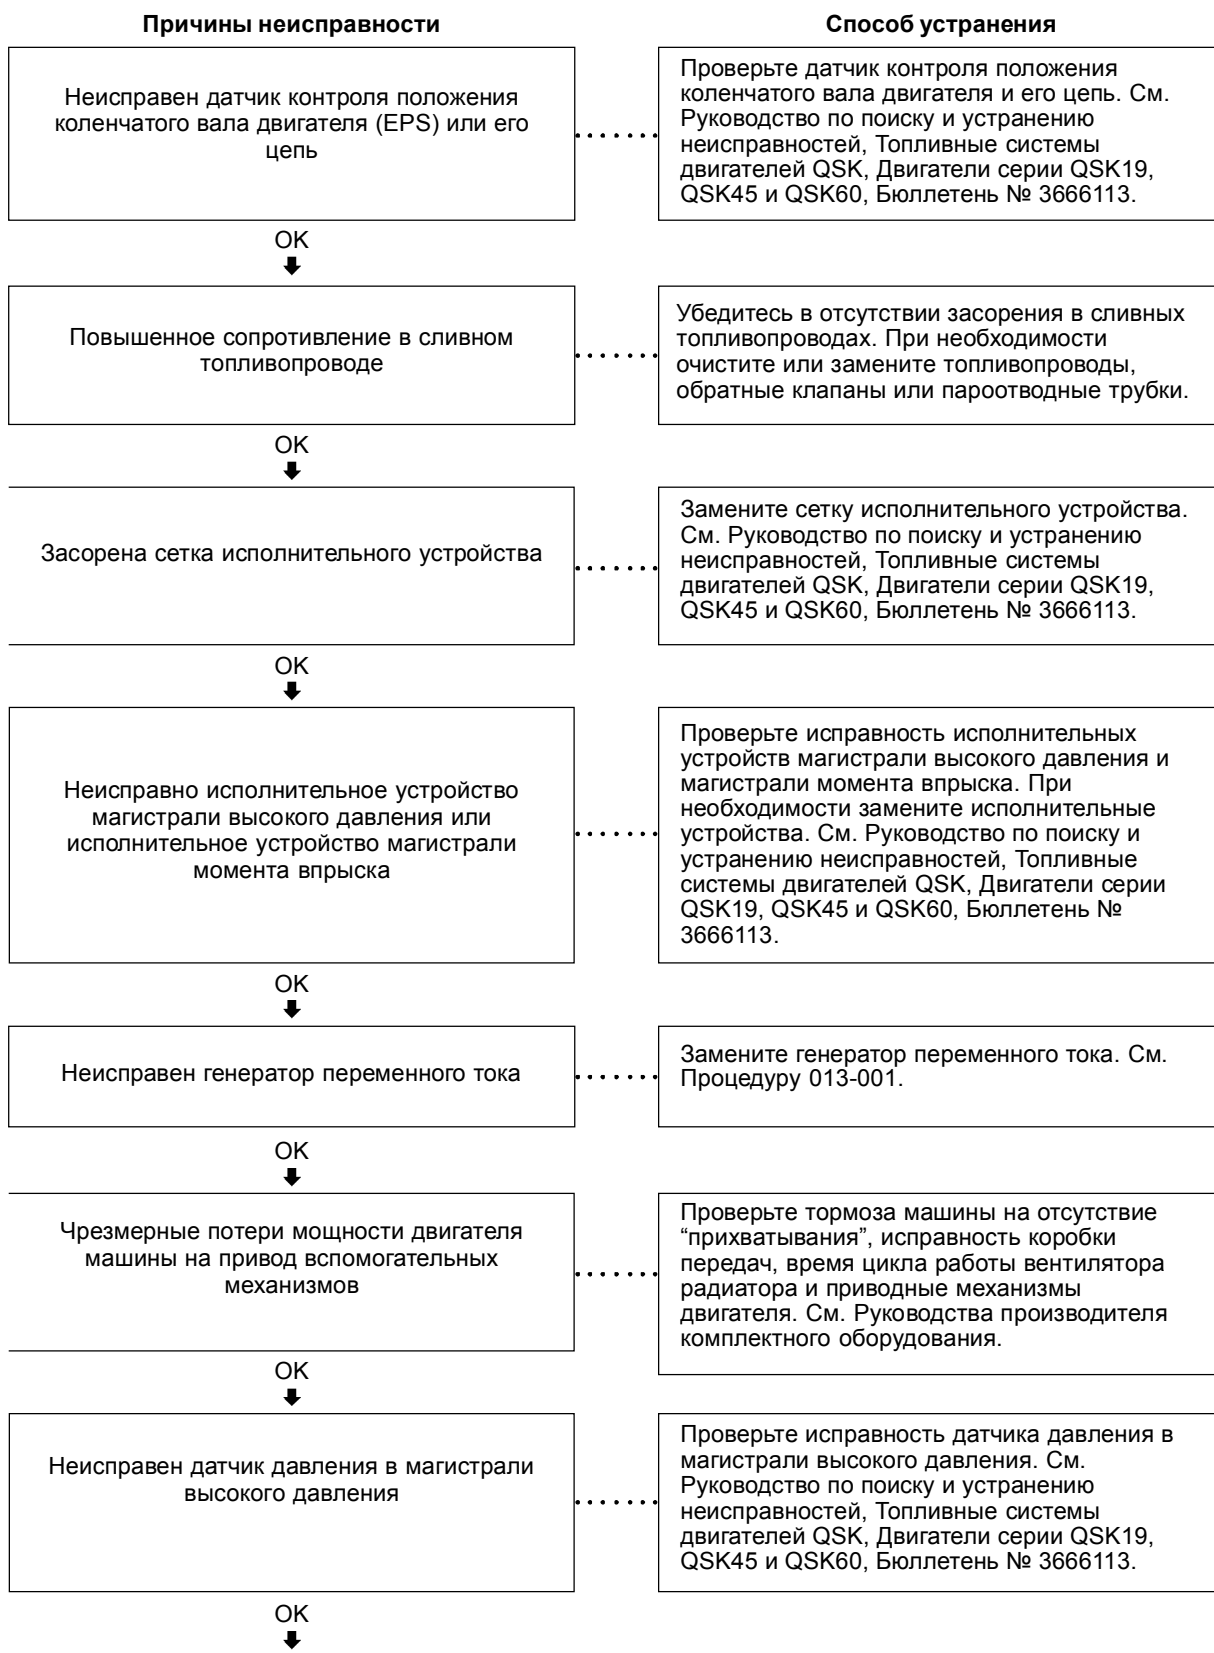 Причины неисправности
Способ устранения
Неисправен датчик контроля положения
коленчатого вала двигателя (EPS) или его
цепь
Проверьте датчик контроля положения
коленчатого вала двигателя и его цепь. См.
Руководство по поиску и устранению
неисправностей, Топливные системы
двигателей QSK, Двигатели серии QSK19,
QSK45 и QSK60, Бюллетень № 3666113.
OK
Повышенное сопротивление в сливном
топливопроводе
Убедитесь в отсутствии засорения в сливных
топливопроводах. При необходимости
очистите или замените топливопроводы,
обратные клапаны или пароотводные трубки.
OK
Засорена сетка исполнительного устройства
Замените сетку исполнительного устройства.
См. Руководство по поиску и устранению
неисправностей, Топливные системы
двигателей QSK, Двигатели серии QSK19,
QSK45 и QSK60, Бюллетень № 3666113.
OK
Неисправно исполнительное устройство
магистрали высокого давления или
исполнительное устройство магистрали
момента впрыска
Проверьте исправность исполнительных
устройств магистрали высокого давления и
магистрали момента впрыска. При
необходимости замените исполнительные
устройства. См. Руководство по поиску и
устранению неисправностей, Топливные
системы двигателей QSK, Двигатели серии
QSK19, QSK45 и QSK60, Бюллетень №
3666113.
OK
Неисправен генератор переменного тока
Замените генератор переменного тока. См.
Процедуру 013-001.
OK
Чрезмерные потери мощности двигателя
машины на привод вспомогательных
механизмов
Проверьте тормоза машины на отсутствие
“прихватывания”, исправность коробки
передач, время цикла работы вентилятора
радиатора и приводные механизмы
двигателя. См. Руководства производителя
комплектного оборудования.
OK
Неисправен датчик давления в магистрали
высокого давления
Проверьте исправность датчика давления в
магистрали высокого давления. См.
Руководство по поиску и устранению
неисправностей, Топливные системы
двигателей QSK, Двигатели серии QSK19,
QSK45 и QSK60, Бюллетень № 3666113.
OK